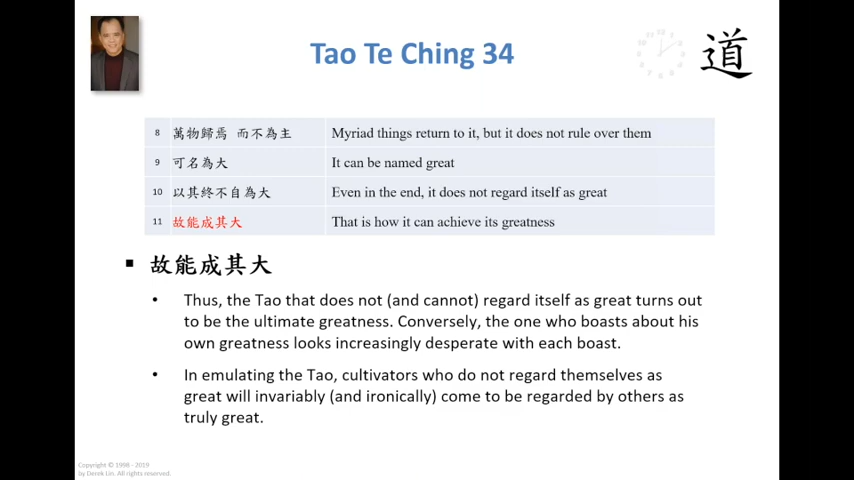 Tao Te Ching 34
道
8 萬物歸焉 而不為主 Myriad things return to it, but it does not rule over them
9 可名為大 It can be named great
10 以其終不自為大 Even in the end, it does not regard itself as great
11 故能成其大 That is how it can achieve its greatness
▪ 故能成其大
• Thus, the Tao that does not (and cannot) regard itself as great turns out
to be the ultimate greatness. Conversely, the one who boasts about his
own greatness looks increasingly desperate with each boast.
• In emulating the Tao, cultivators who do not regard themselves as
great will invariably (and ironically) come to be regarded by others as
truly great.
Copyright © 1998 - 2019
by Derek Lin. All rights reserved.